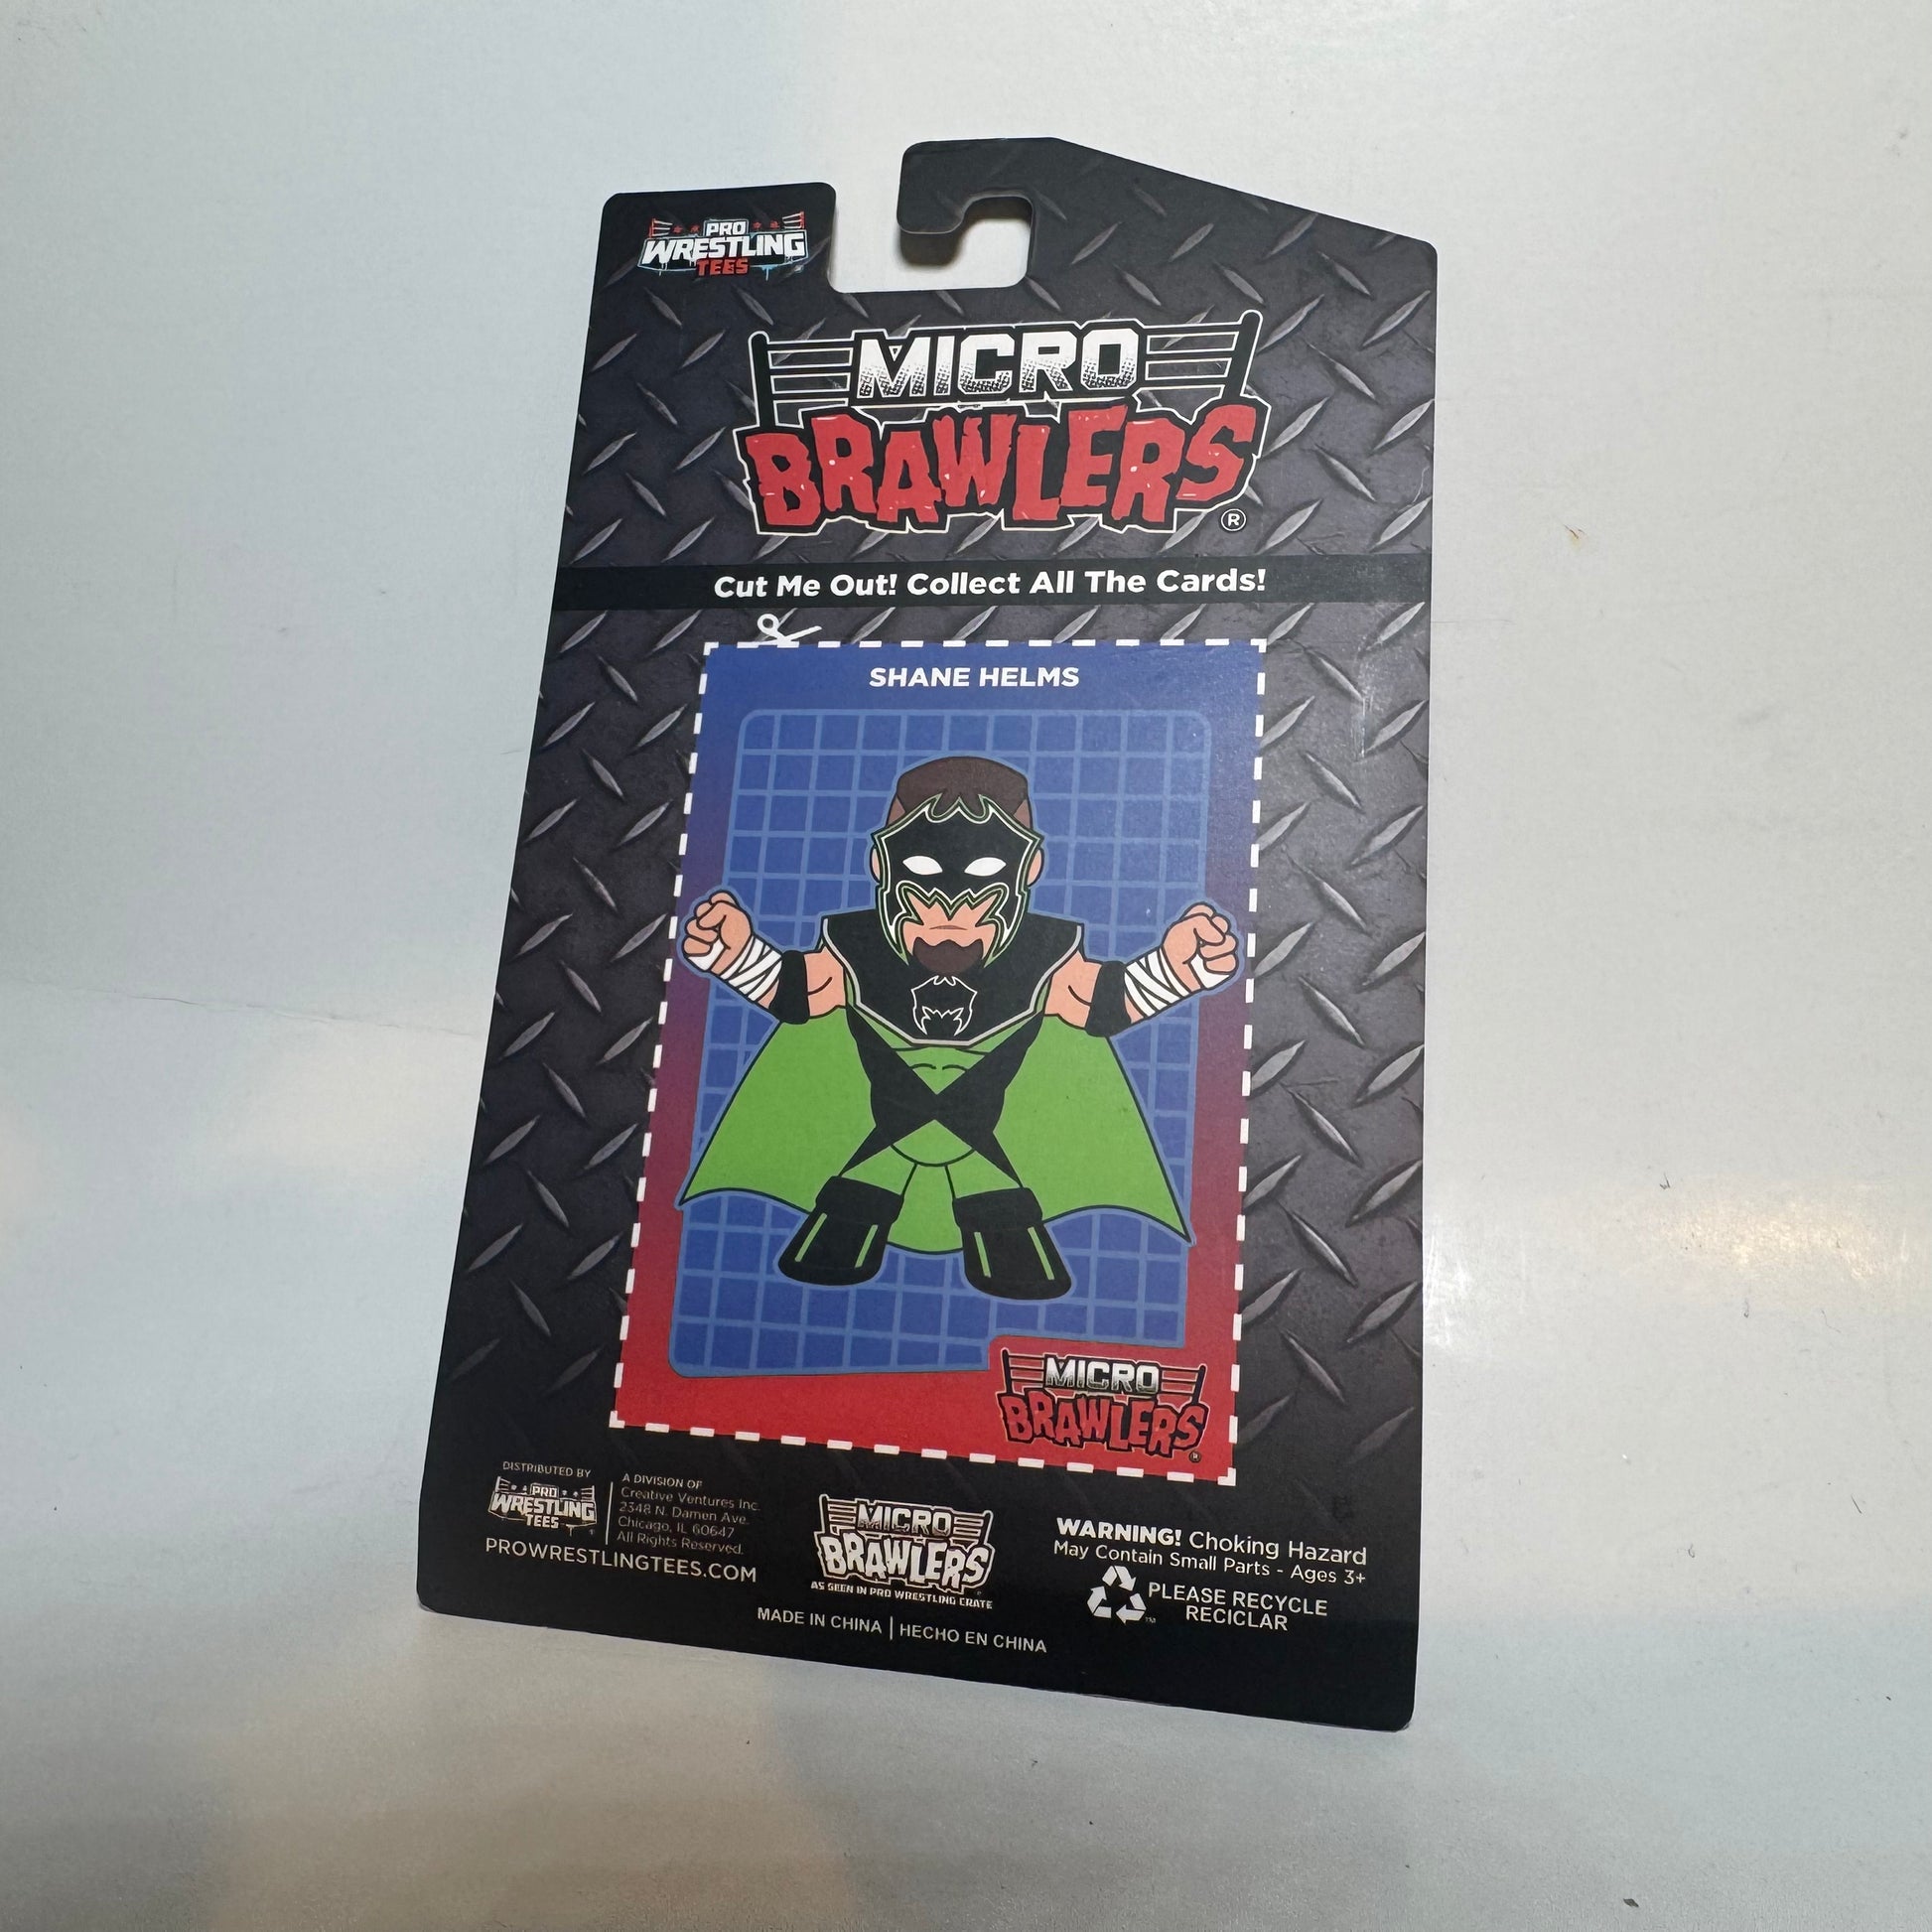 PRO
WRESTLING
TEES
MICRO
BRAWLERS
®
Cut Me Out! Collect All The Cards!
SHANE HELMS
MICRO
BRAWLERS
®
DISTRIBUTED BY
PRO
WRESTLING
TEES
A DIVISION OF
Creative Ventures Inc.
2348 N. Damen Ave.
Chicago, IL 60647
All Rights Reserved.
PROWRESTLINGTEES.COM
MICRO
BRAWLERS
AS SEEN IN PRO WRESTLING CRATE
WARNING! Choking Hazard
May Contain Small Parts - Ages 3+
PLEASE RECYCLE
RECICLAR
™
MADE IN CHINA | HECHO EN CHINA